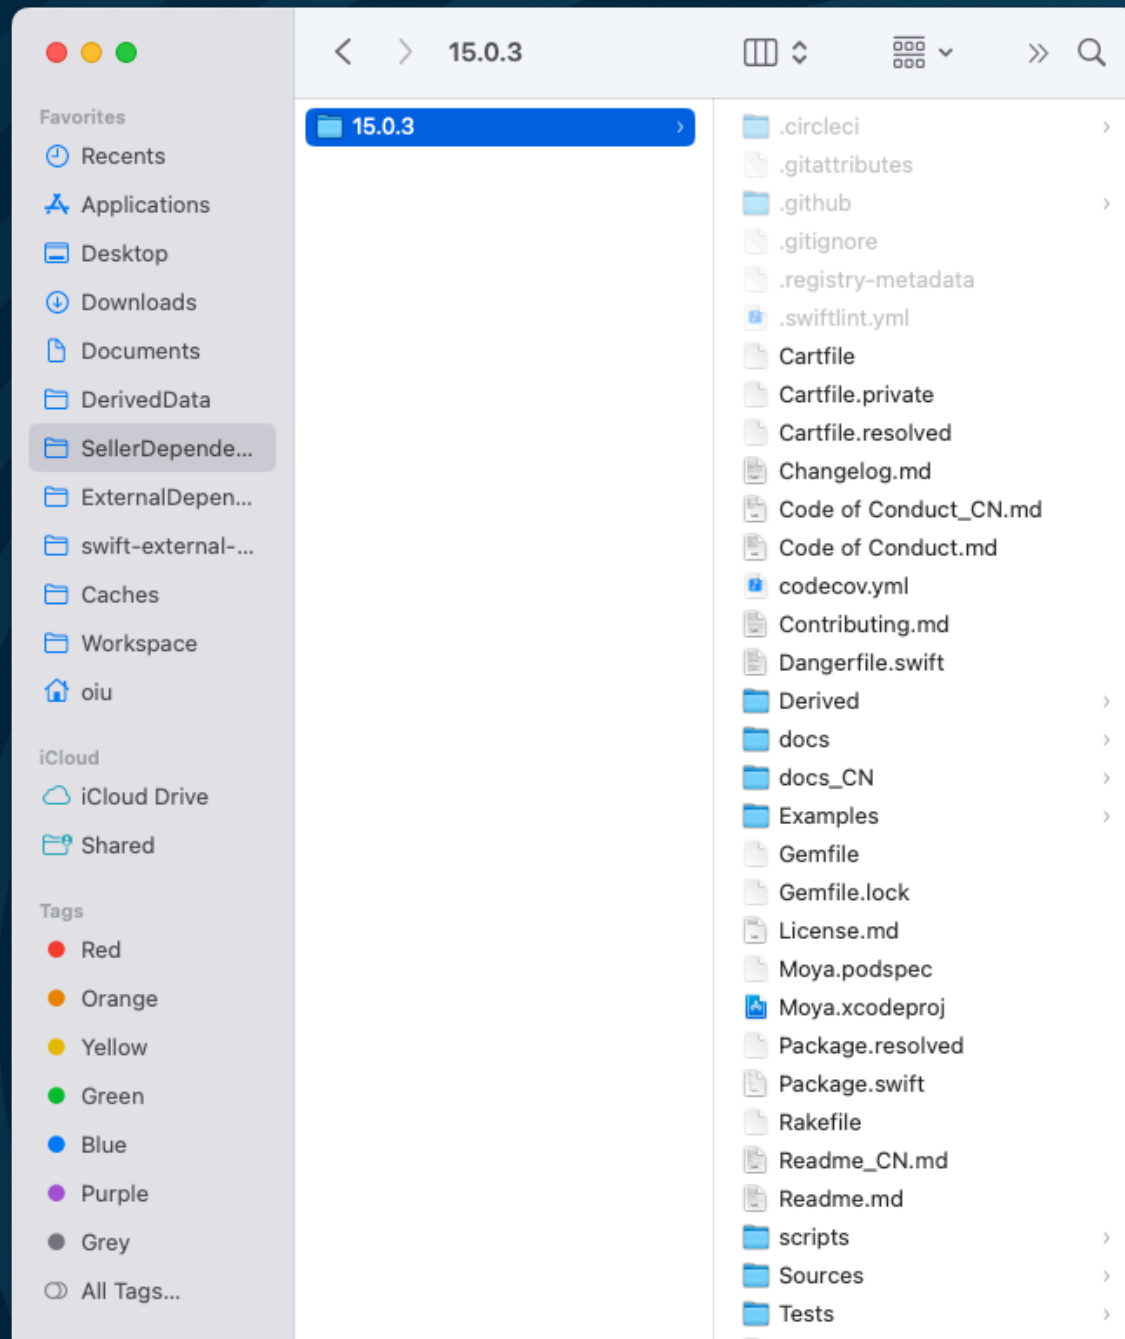 15.0.3
Favorites
Recents
Applications
Desktop
Downloads
Documents
DerivedData
SellerDepende...
ExternalDepen...
swift-external-...
Caches
Workspace
oiu
iCloud
iCloud Drive
Shared
Tags
Red
Orange
Yellow
Green
Blue
Purple
Grey
All Tags...
15.0.3
.circleci
.gitattributes
.github
.gitignore
.registry-metadata
.swiftlint.yml
Cartfile
Cartfile.private
Cartfile.resolved
Changelog.md
Code of Conduct_CN.md
Code of Conduct.md
codecov.yml
Contributing.md
Dangerfile.swift
Derived
docs
docs_CN
Examples
Gemfile
Gemfile.lock
License.md
Moya.podspec
Moya.xcodeproj
Package.resolved
Package.swift
Rakefile
Readme_CN.md
Readme.md
scripts
Sources
Tests